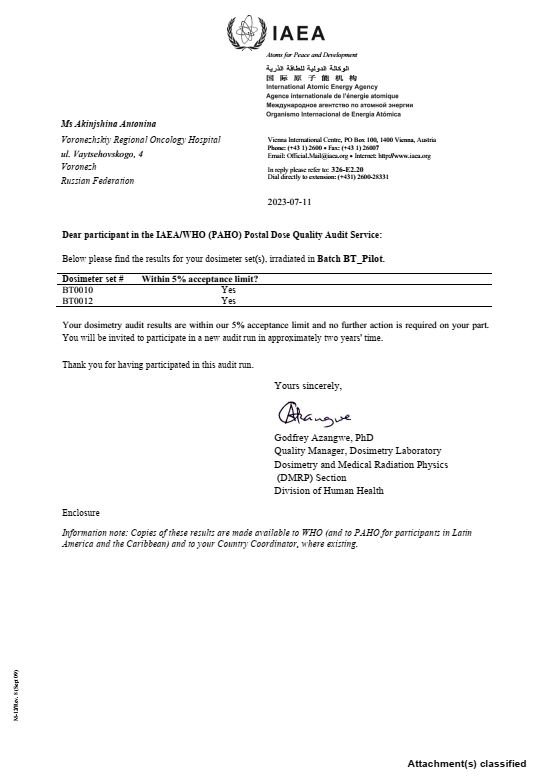 IAEA
Atoms for Peace and Development
الوكالة الدولية للطاقة الذرية
国 际 原 子 能 机 构
International Atomic Energy Agency
Agence internationale de l'énergie atomique
Международное агентство по атомной энергии
Organismo Internacional de Energía Atómica
Ms Akinjshina Antonina
Voronezhskiy Regional Oncology Hospital
ul. Vaytsehovskogo, 4
Voronezh
Russian Federation
Vienna International Centre, PO Box 100, 1400 Vienna, Austria
Phone: (+43 1) 2600 • Fax: (+43 1) 26007
Email: Official.Mail@iaea.org • Internet: http://www.iaea.org
In reply please refer to: 326-E2.20
Dial directly to extension: (+431) 2600-28331
2023-07-11
Dear participant in the IAEA/WHO (PAHO) Postal Dose Quality Audit Service:
Below please find the results for your dosimeter set(s), irradiated in Batch BT_Pilot.
Dosimeter set # Within 5% acceptance limit?
BT0010 Yes
BT0012 Yes
Your dosimetry audit results are within our 5% acceptance limit and no further action is required on your part.
You will be invited to participate in a new audit run in approximately two years' time.
Thank you for having participated in this audit run.
Yours sincerely,
Azangwe
Godfrey Azangwe, PhD
Quality Manager, Dosimetry Laboratory
Dosimetry and Medical Radiation Physics
(DMRP) Section
Division of Human Health
Enclosure
Information note: Copies of these results are made available to WHO (and to PAHO for participants in Latin
America and the Caribbean) and to your Country Coordinator, where existing.
M-12/Rev. 8 (Sept 09)
Attachment(s) classified